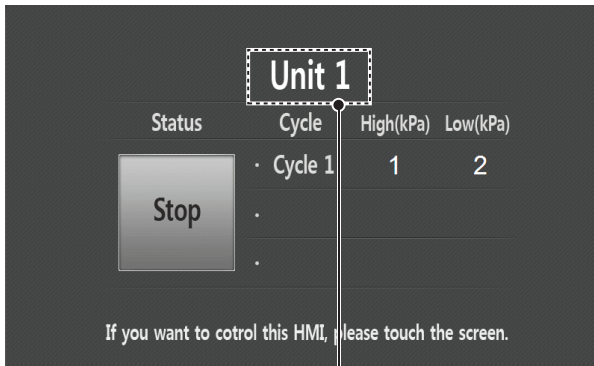 Unit 1
Status Cycle High(kPa) Low(kPa)
Stop
· Cycle 1 1 2
·
·
If you want to cotrol this HMI, please touch the screen.